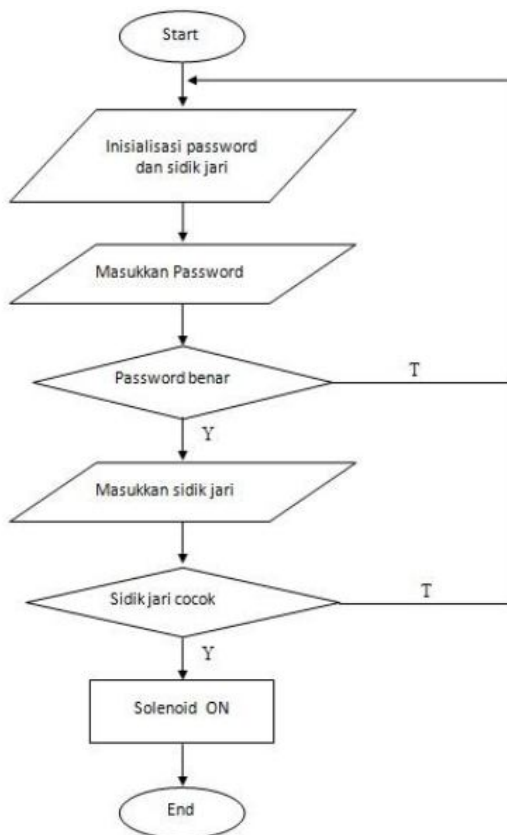 Start
Inisialisasi password
dan sidik jari
Masukkan Password
Password benar
T
Y
Masukkan sidik jari
Sidik jari cocok
T
Y
Solenoid ON
End